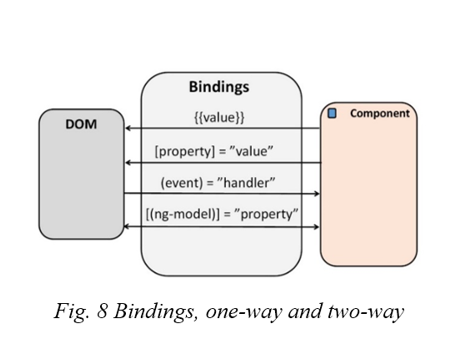 Bindings
{{value}}
DOM
Component
[property] = ”value”
(event) = ”handler”
[(ng-model)] = ”property”
Fig. 8 Bindings, one-way and two-way